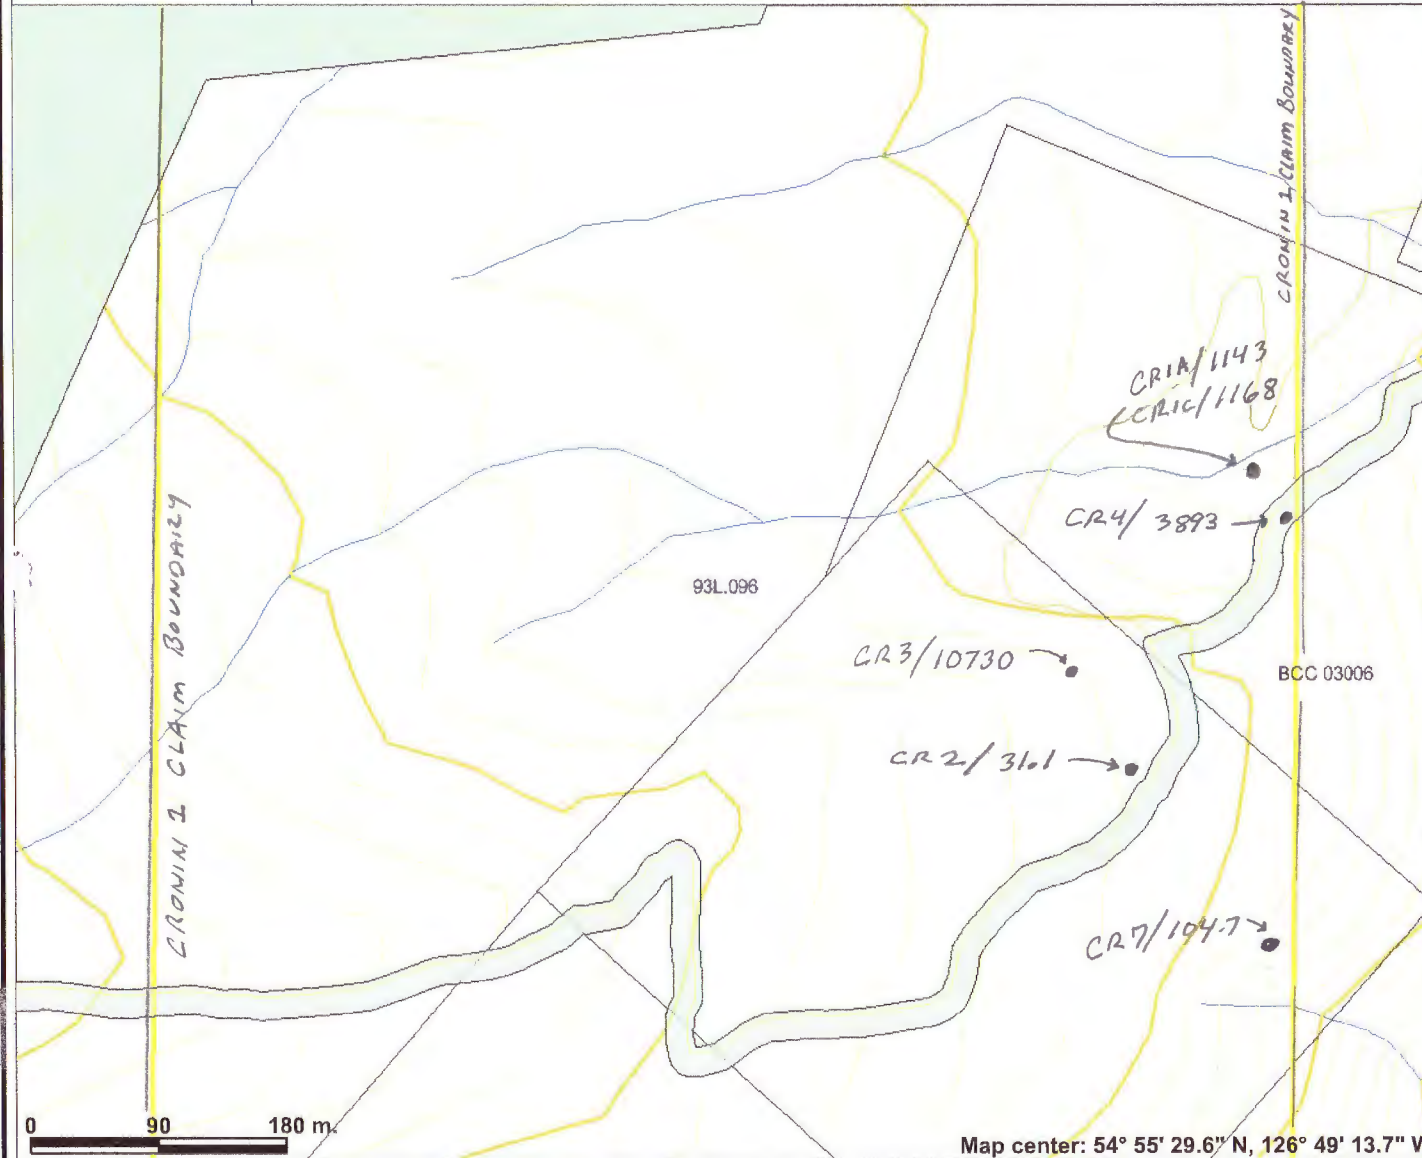 CRONIN 1 CLAIM BOUNDARY
CR1A/1143
CR1C/1168
CR4/3893
93L.096
CR3/10730
BCC 03006
CR2/31.1
CRONIN 1 CLAIM BOUNDARY
CR7/104.7
0 90 180 m.
Map center: 54° 55' 29.6" N, 126° 49' 13.7" W